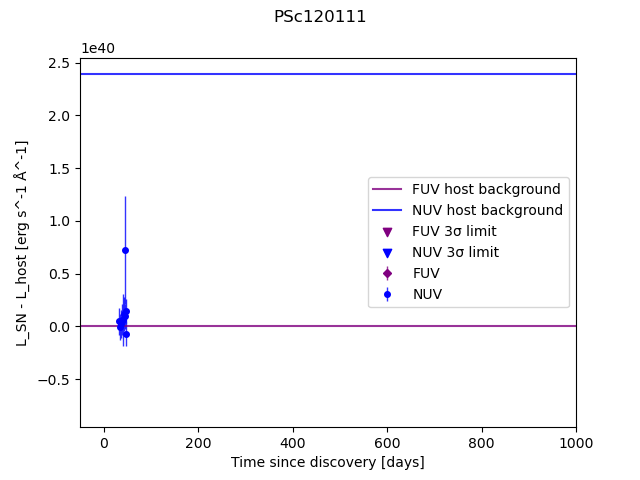 PSc120111
1e40
2.5
2.0
1.5
1.0
0.5
0.0
−0.5
L_SN - L_host [erg s^-1 Å^-1]
FUV host background
NUV host background
FUV 3σ limit
NUV 3σ limit
FUV
NUV
0 200 400 600 800 1000
Time since discovery [days]